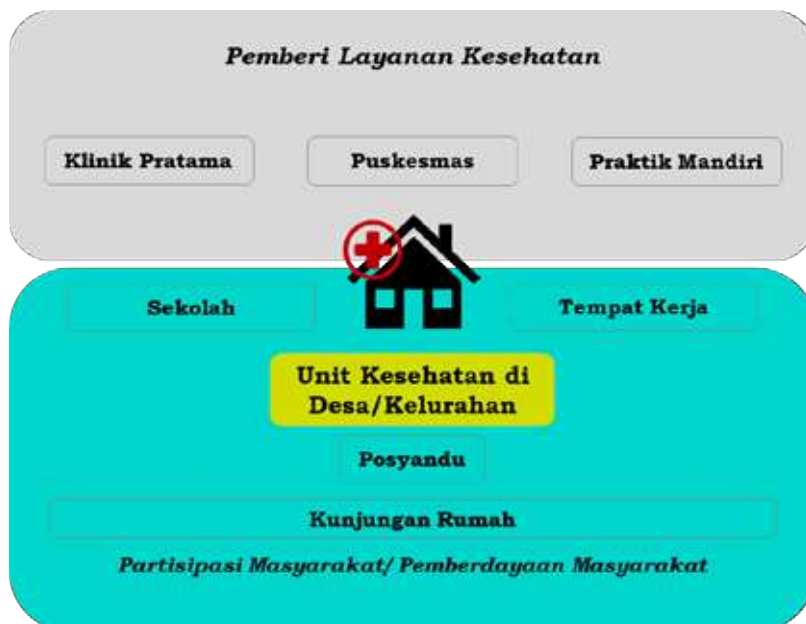 Pemberi Layanan Kesehatan
Klinik Pratama
Puskesmas
Praktik Mandiri
Sekolah
Tempat Kerja
Unit Kesehatan di
Desa/Kelurahan
Posyandu
Kunjungan Rumah
Partisipasi Masyarakat/ Pemberdayaan Masyarakat